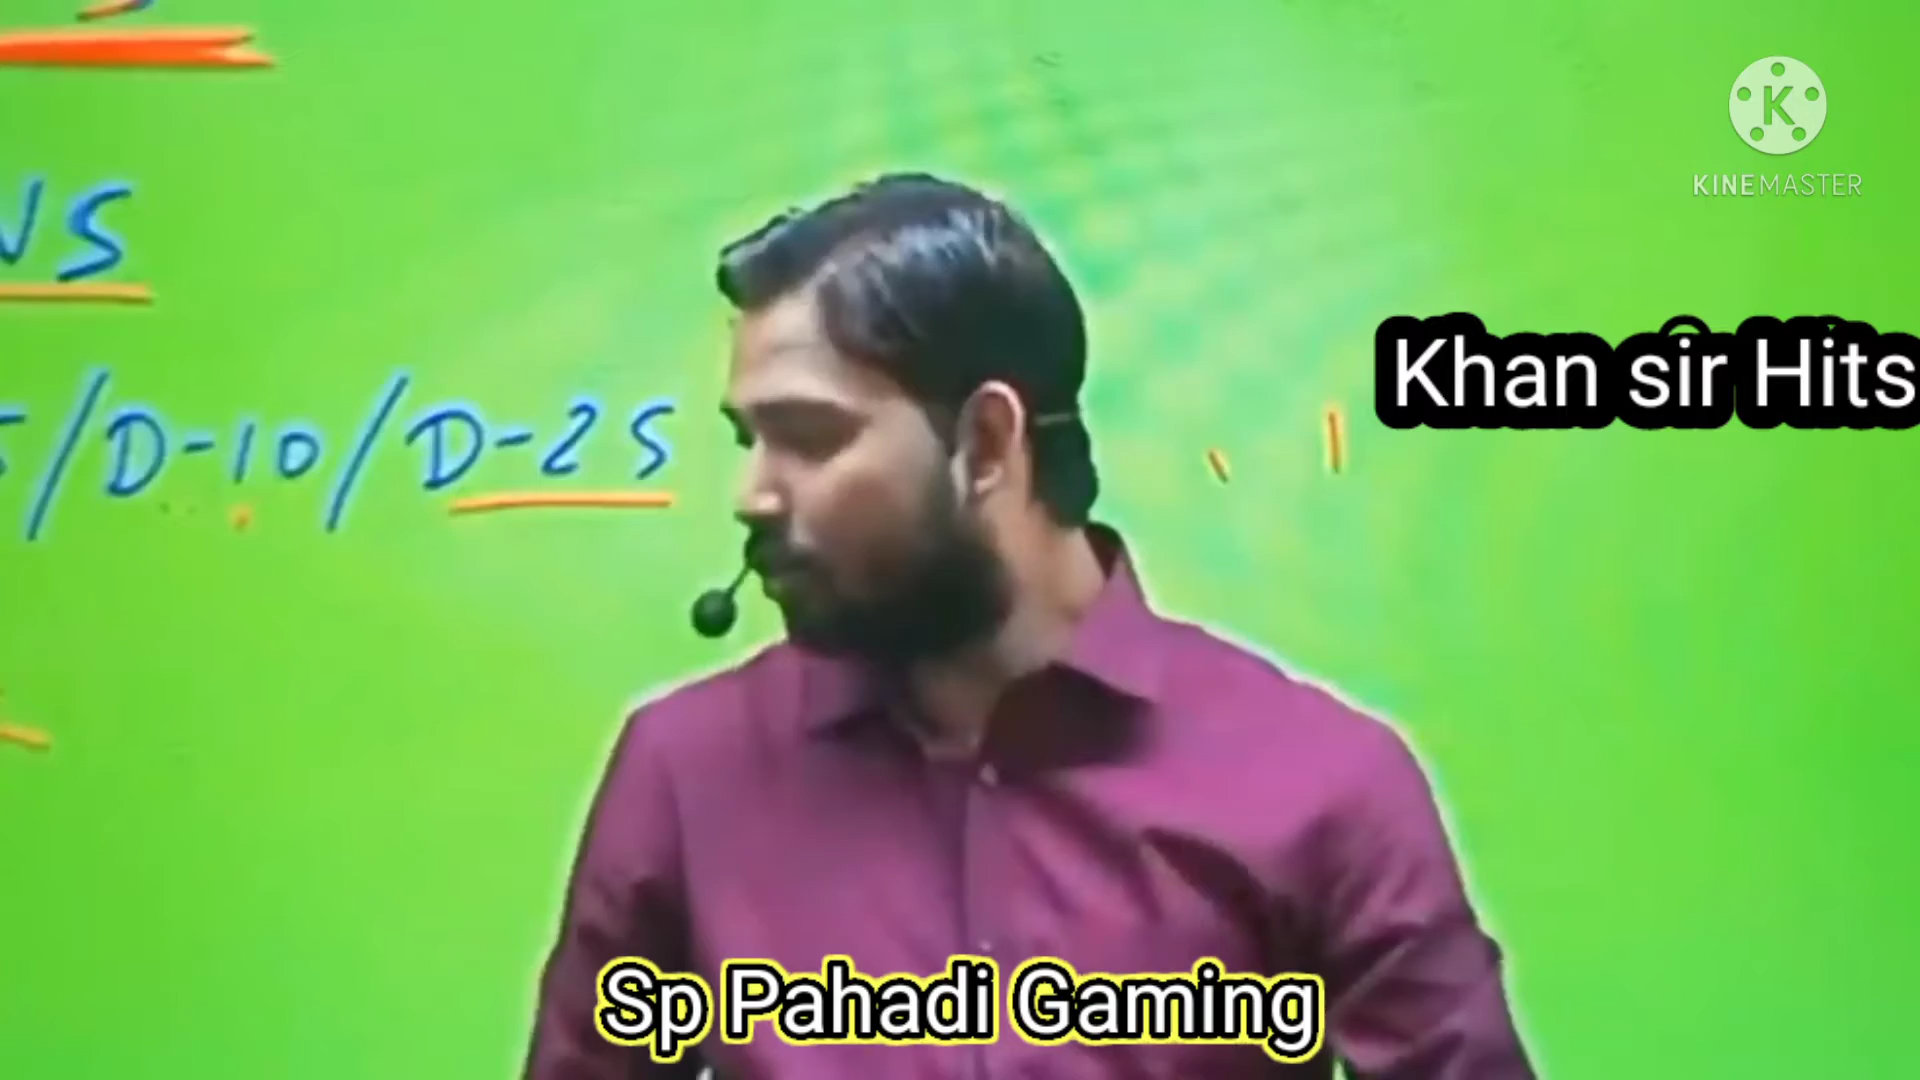 KINEMASTER
NS
Khan sir Hits
/D-10/D-25
Sp Pahadi Gaming